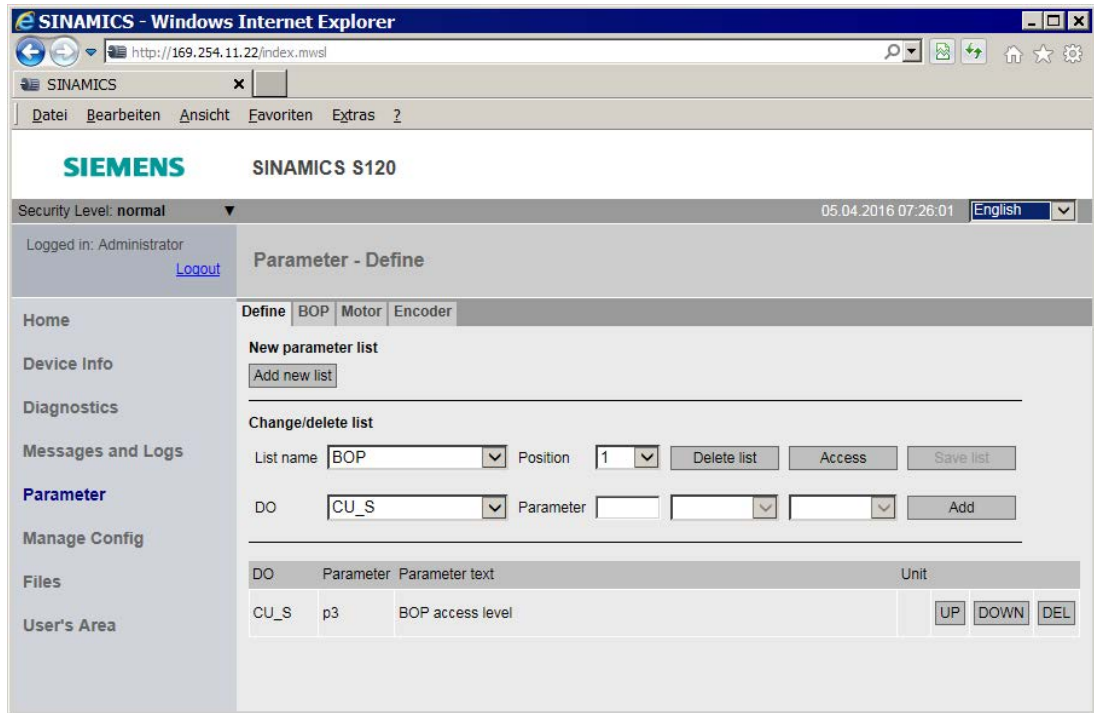 SINAMICS - Windows Internet Explorer
http://169.254.11.22/index.mwsl
SINAMICS
Datei Bearbeiten Ansicht Favoriten Extras ?
SIEMENS SINAMICS S120
Security Level: normal 05.04.2016 07:26:01 English
Logged in: Administrator
Logout
Parameter - Define
Home
Device Info
Diagnostics
Messages and Logs
Parameter
Manage Config
Files
User's Area
Define BOP Motor Encoder
New parameter list
Add new list
Change/delete list
List name BOP Position 1 Delete list Access Save list
DO CU_S Parameter Add
DO Parameter Parameter text Unit
CU_S p3 BOP access level UP DOWN DEL